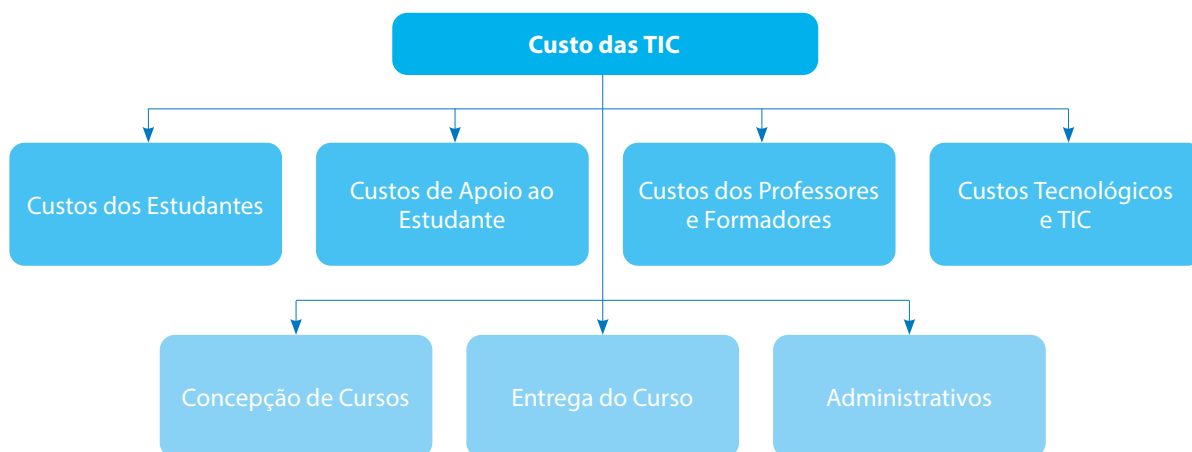 Custo das TIC
Custos dos Estudantes
Custos de Apoio ao
Estudante
Custos dos Professores
e Formadores
Custos Tecnológicos
e TIC
Concepção de Cursos
Entrega do Curso
Administrativos